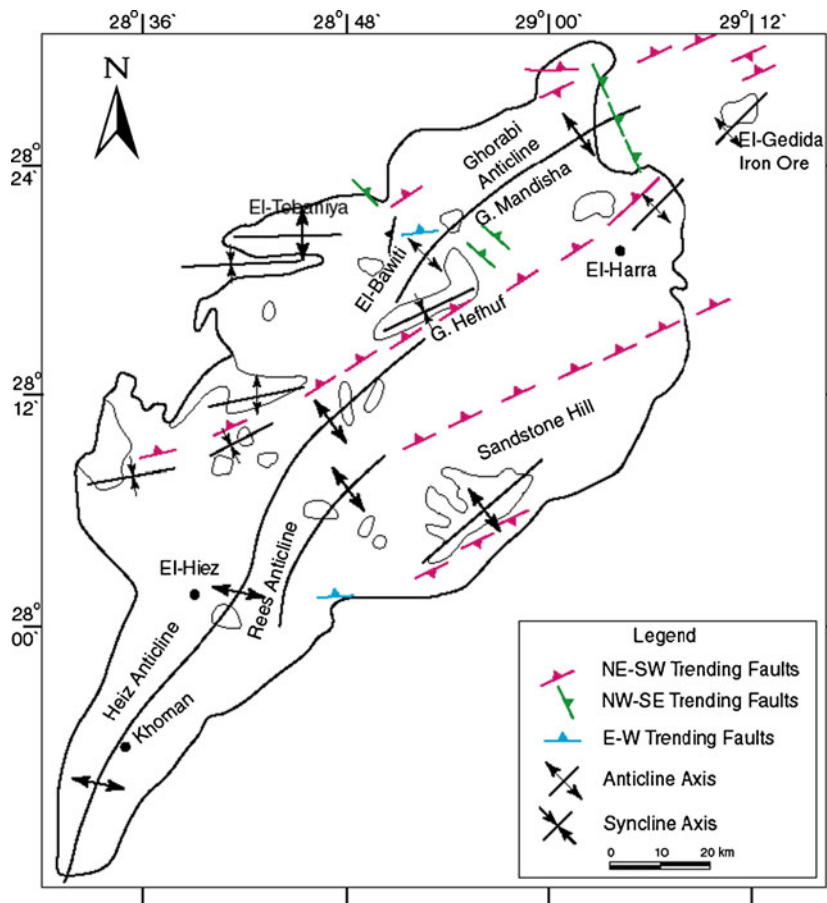 28° 36`
28° 48`
29° 00`
29° 12`
N
28°
24`
28°
12`
28°
00`
Ghorabi
Anticline
G. Mandisha
El-Gedida
Iron Ore
El-Tobaniya
El-Bawiti
El-Harra
G. Hefhuf
Sandstone Hill
El-Hiez
Rees Anticline
Heiz Anticline
Khoman
Legend
NE-SW Trending Faults
NW-SE Trending Faults
E-W Trending Faults
Anticline Axis
Syncline Axis
0 10 20 km